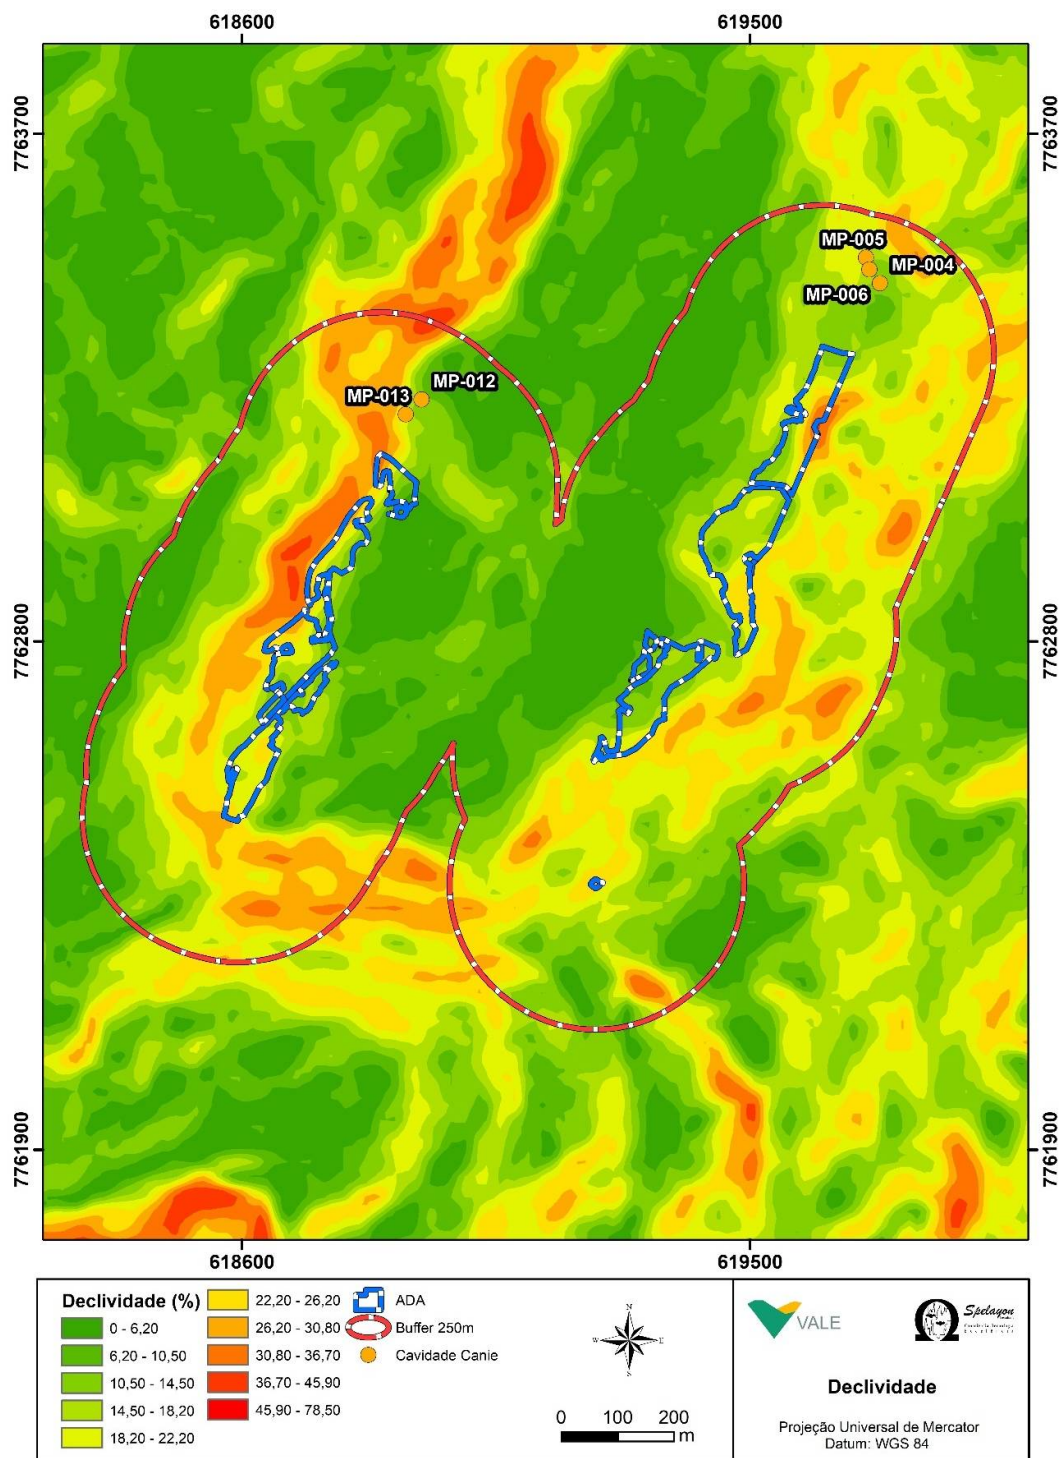 618600 619500
7763700 7763700
MP-005
MP-004
MP-006
MP-012
MP-013
7762800 7762800
7761900 7761900
618600 619500
Declividade (%)
0 - 6,20
6,20 - 10,50
10,50 - 14,50
14,50 - 18,20
18,20 - 22,20
22,20 - 26,20
26,20 - 30,80
30,80 - 36,70
36,70 - 45,90
45,90 - 78,50
ADA
Buffer 250m
Cavidade Canie
N
W E
S
0 100 200
m
VALE
Spelayon
Declividade
Projeção Universal de Mercator
Datum: WGS 84